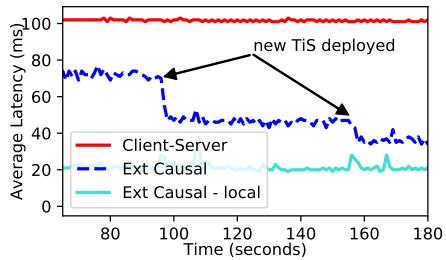 Average Latency (ms)
100
80
60
40
20
0
new TiS deployed
Client-Server
Ext Causal
Ext Causal - local
80
100
120
140
160
180
Time (seconds)